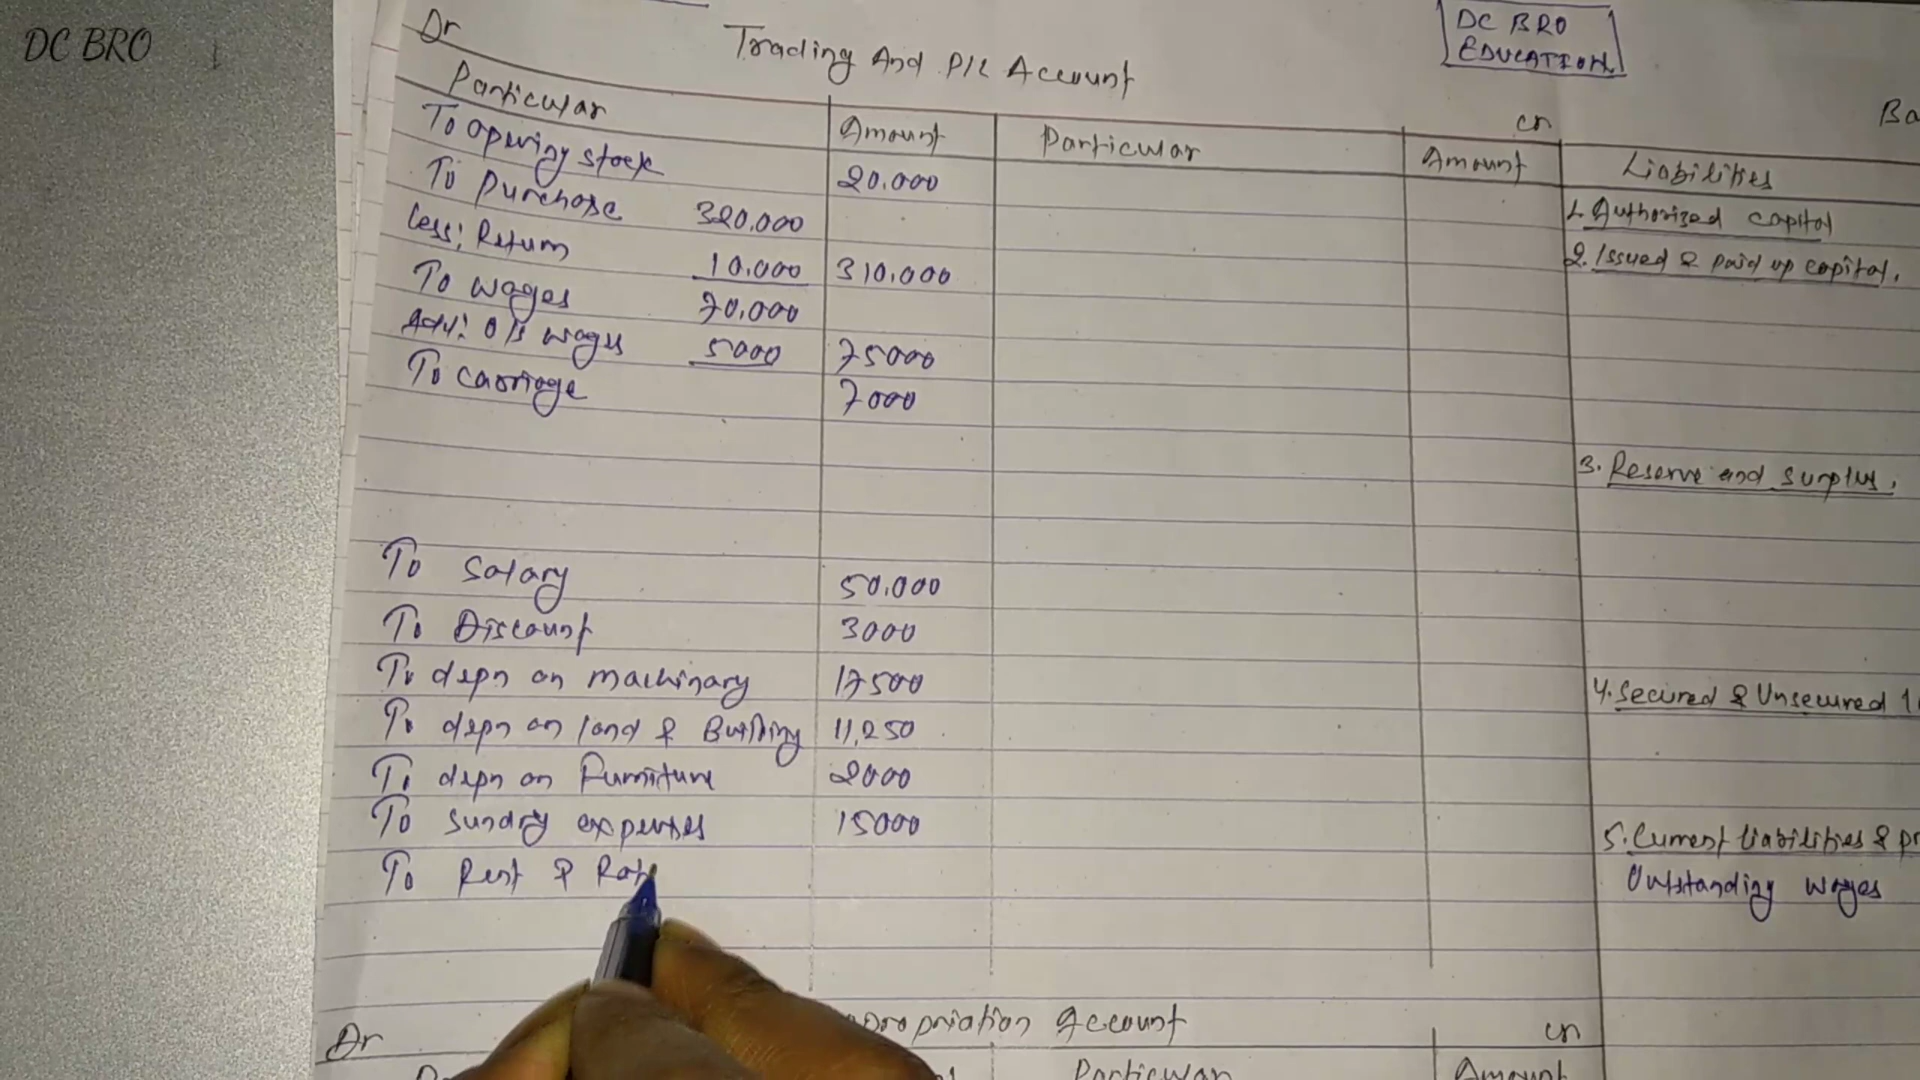 DC BRO
DC BRO
EDUCATION
Dr
Trading And P/L Account
cr
Particular
Amount
Particular
Amount
To opening stock
20,000
To purchase 320,000
Less: Return 10,000 310,000
To wages 70,000
Add: O/s wages 5000 75000
To carriage 7000
To Salary 50,000
To Discount 3000
To depn on machinary 17500
To depn on land & Building 11,250
To depn on Furniture 2000
To sundry expenses 15000
To Rent & Rat
Liabilities
1. Authorized capital
2. Issued & paid up capital.
3. Reserve and surplus.
4. Secured & Unsecured
5. Current liabilities &
Outstanding wages
Ba
Dr
Account
cr
Particular
Amount